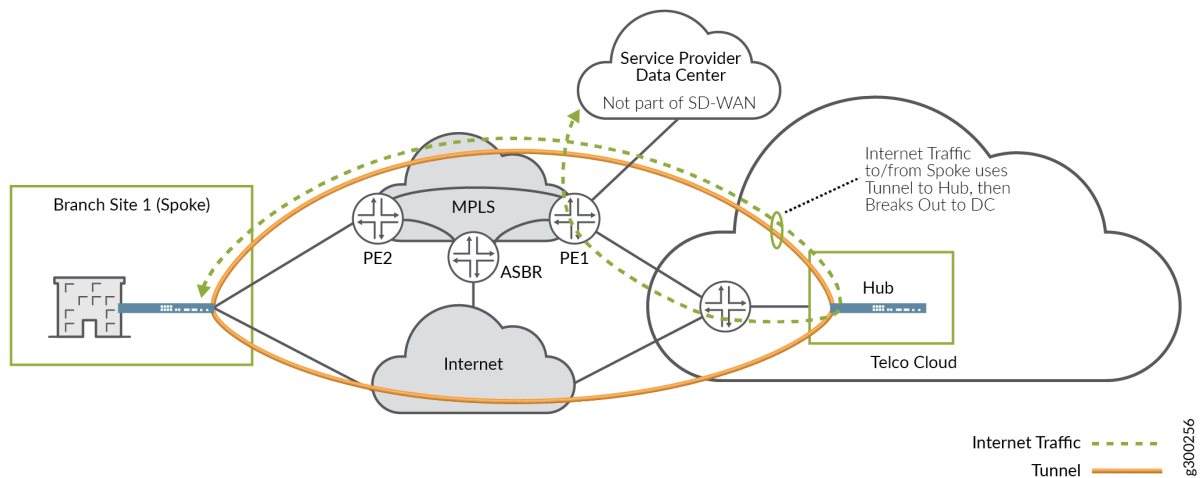 Service Provider
Data Center
Not part of SD-WAN
Internet Traffic
to/from Spoke uses
Tunnel to Hub, then
Breaks Out to DC
Branch Site 1 (Spoke)
MPLS
PE2
ASBR
PE1
Hub
Internet
Telco Cloud
Internet Traffic
Tunnel
g300256